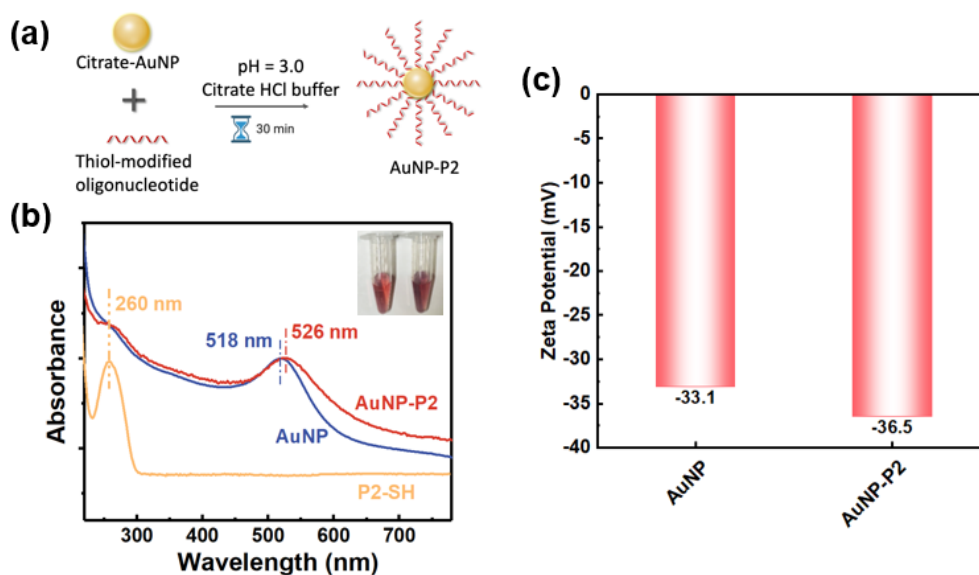 (a)
Citrate-AuNP
+
Thiol-modified
oligonucleotide
pH = 3.0
Citrate HCl buffer
30 min
AuNP-P2
(b)
Absorbance
260 nm
518 nm
526 nm
AuNP-P2
AuNP
P2-SH
300 400 500 600 700
Wavelength (nm)
(c)
Zeta Potential (mV)
0
-5
-10
-15
-20
-25
-30
-35
-40
-33.1
-36.5
AuNP
AuNP-P2